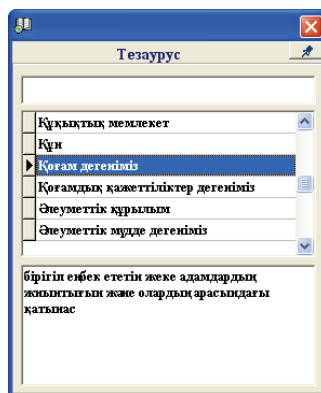 Тезаурус
Құқықтық мемлекет
Құн
Қоғам дегеніміз
Қоғамдық қажеттіліктер дегеніміз
Әлеуметтік құрылым
Әлеуметтік мүдде дегеніміз
бірігіп еңбек ететін жеке адамдардың
жиынтығын және олардың арасындағы
қатынас